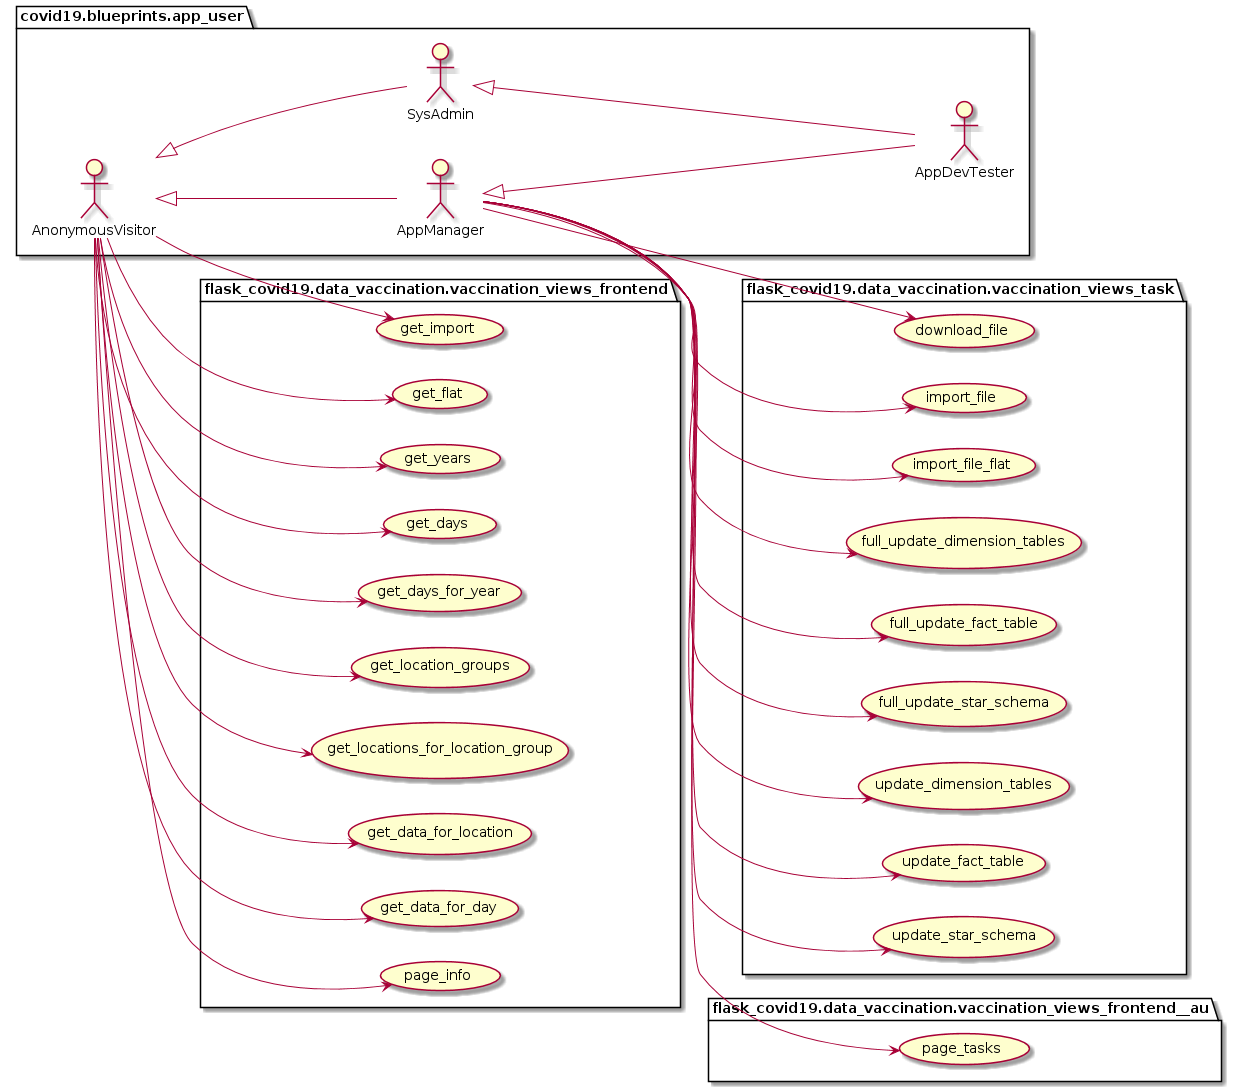 covid19.blueprints.app_user
SysAdmin
AppDevTester
AnonymousVisitor
AppManager
flask_covid19.data_vaccination.vaccination_views_frontend
get_import
get_flat
get_years
get_days
get_days_for_year
get_location_groups
get_locations_for_location_group
get_data_for_location
get_data_for_day
page_info
flask_covid19.data_vaccination.vaccination_views_task
download_file
import_file
import_file_flat
full_update_dimension_tables
full_update_fact_table
full_update_star_schema
update_dimension_tables
update_fact_table
update_star_schema
flask_covid19.data_vaccination.vaccination_views_frontend__au
page_tasks